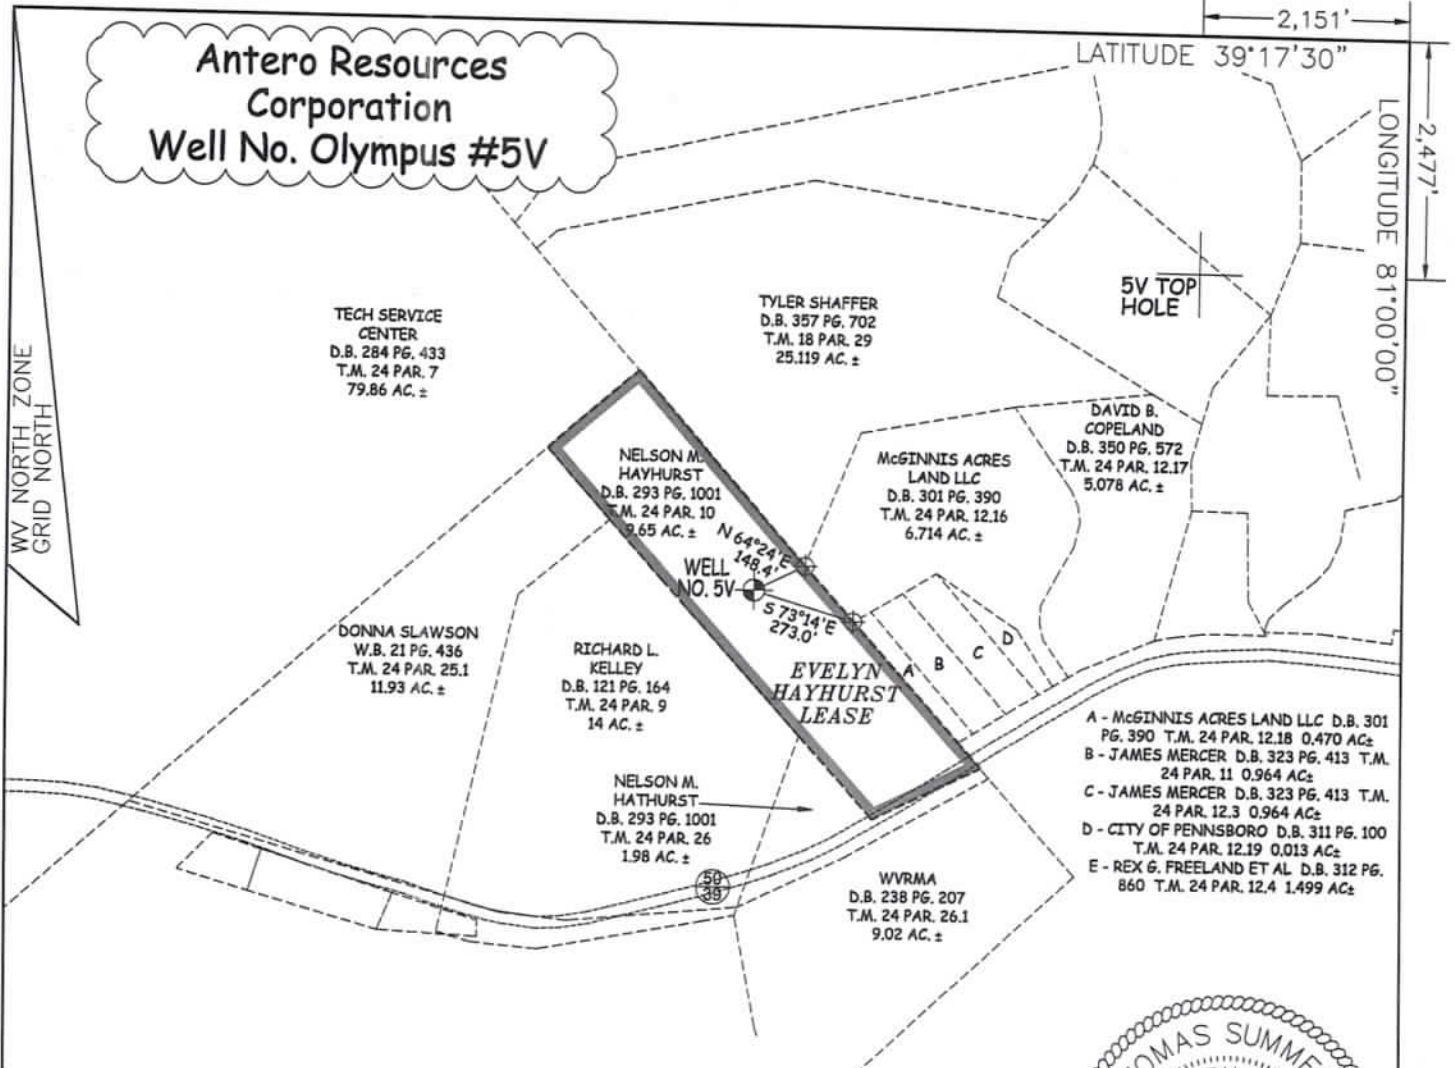 2,151'
LATITUDE 39°17'30"
Antero Resources
Corporation
Well No. Olympus #5V
LONGITUDE 81°00'00"
2,477'
5V TOP
HOLE
TECH SERVICE
CENTER
D.B. 284 PG. 433
T.M. 24 PAR. 7
79.86 AC. ±
TYLER SHAFFER
D.B. 357 PG. 702
T.M. 18 PAR. 29
25.119 AC. ±
WV NORTH ZONE
GRID NORTH
DAVID B.
COPELAND
D.B. 350 PG. 572
T.M. 24 PAR. 12.17
5.078 AC. ±
NELSON M.
HAYHURST
D.B. 293 PG. 1001
T.M. 24 PAR. 10
9.65 AC. ±
McGINNIS ACRES
LAND LLC
D.B. 301 PG. 390
T.M. 24 PAR. 12.16
6.714 AC. ±
N 64°24'E
148.4'
WELL
NO. 5V
S 73°14'E
273.0'
DONNA SLAWSON
W.B. 21 PG. 436
T.M. 24 PAR. 25.1
11.93 AC. ±
RICHARD L.
KELLEY
D.B. 121 PG. 164
T.M. 24 PAR. 9
14 AC. ±
EVELYN
HAYHURST
LEASE
A
B
C
D
A - McGINNIS ACRES LAND LLC D.B. 301
PG. 390 T.M. 24 PAR. 12.18 0.470 AC±
B - JAMES MERCER D.B. 323 PG. 413 T.M.
24 PAR. 11 0.964 AC±
C - JAMES MERCER D.B. 323 PG. 413 T.M.
24 PAR. 12.3 0.964 AC±
D - CITY OF PENNSBORO D.B. 311 PG. 100
T.M. 24 PAR. 12.19 0.013 AC±
E - REX G. FREELAND ET AL D.B. 312 PG.
860 T.M. 24 PAR. 12.4 1.499 AC±
NELSON M.
HATHURST
D.B. 293 PG. 1001
T.M. 24 PAR. 26
1.98 AC. ±
50
39
WVRMA
D.B. 238 PG. 207
T.M. 24 PAR. 26.1
9.02 AC. ±
OMAS SUMME